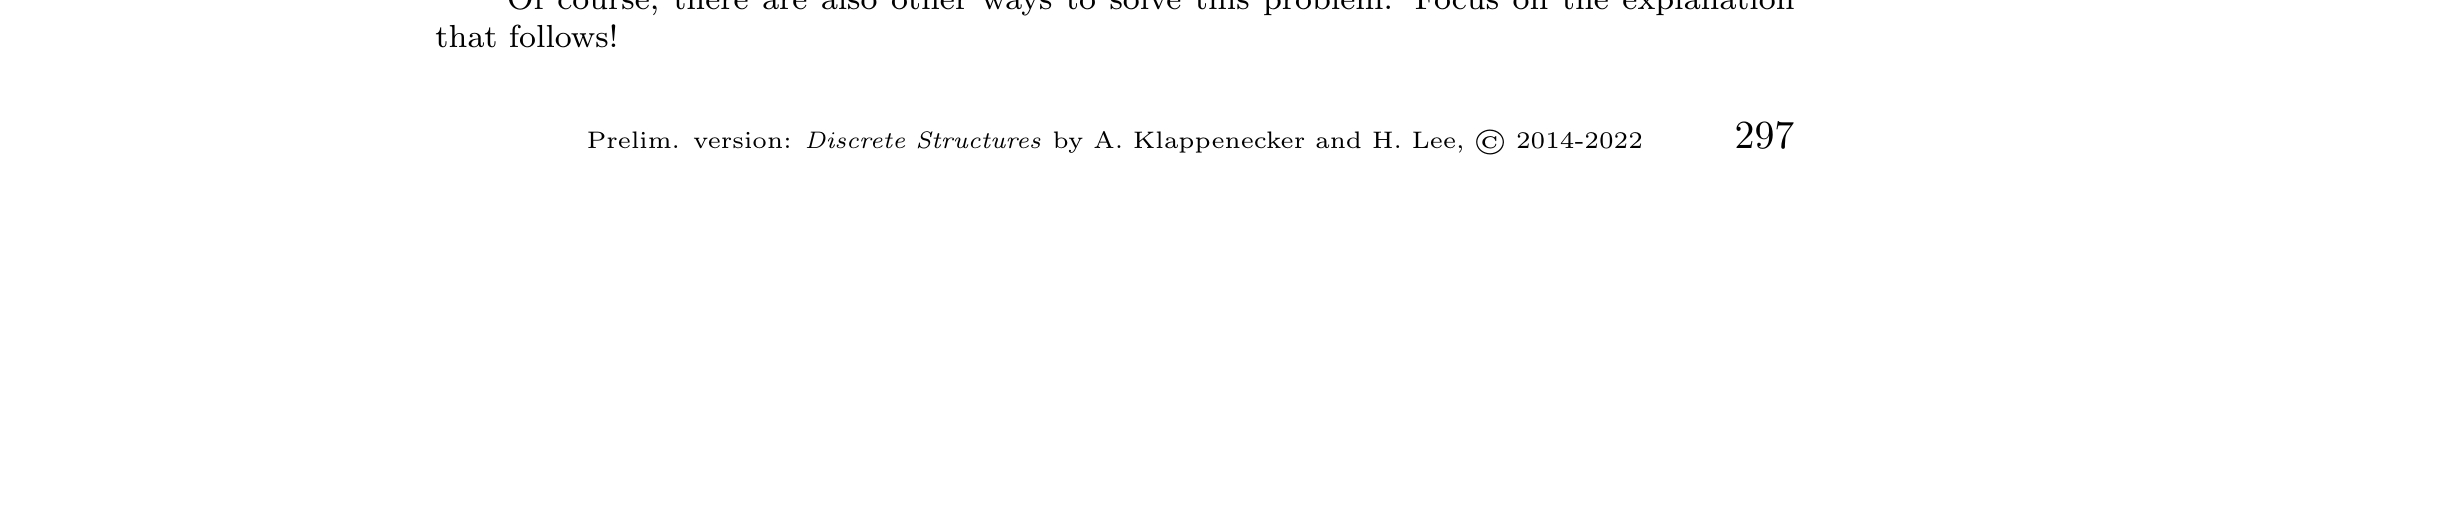 Of course, there are also other ways to solve this problem. Focus on the explanation
that follows!
Prelim. version: Discrete Structures by A. Klappenecker and H. Lee, © 2014-2022 297